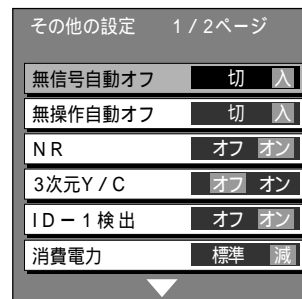 その他の設定　1/2ページ
無信号自動オフ　切　入
無操作自動オフ　切　入
NR　オフ　オン
3次元Y/C　オフ　オン
ID－1検出　オフ　オン
消費電力　標準　減